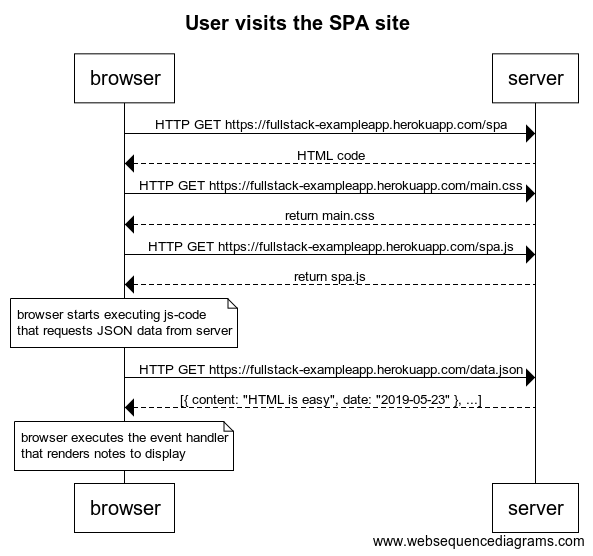 User visits the SPA site
browser
server
HTTP GET https://fullstack-exampleapp.herokuapp.com/spa
HTML code
HTTP GET https://fullstack-exampleapp.herokuapp.com/main.css
return main.css
HTTP GET https://fullstack-exampleapp.herokuapp.com/spa.js
return spa.js
browser starts executing js-code
that requests JSON data from server
HTTP GET https://fullstack-exampleapp.herokuapp.com/data.json
[{ content: "HTML is easy", date: "2019-05-23" }, ...]
browser executes the event handler
that renders notes to display
browser
server
www.websequencediagrams.com